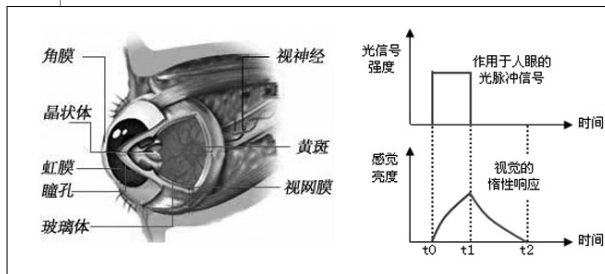 角膜
晶状体
虹膜
瞳孔
玻璃体
视神经
黄斑
视网膜
光信号
强度
作用于人眼的
光脉冲信号
时间
感觉
亮度
视觉的
惰性响应
t0
t1
t2
时间